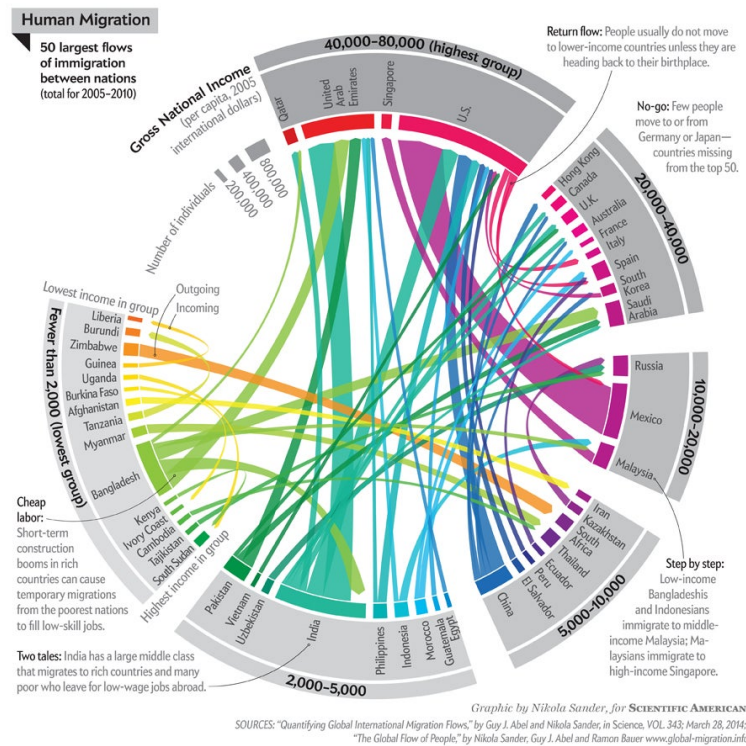 Human Migration
50 largest flows
of immigration
between nations
(total for 2005–2010)
Gross National Income
(per capita, 2005
international dollars)
Number of individuals
200,000
400,000
800,000
40,000–80,000 (highest group)
Qatar
United
Arab
Emirates
Singapore
U.S.
Return flow: People usually do not move
to lower-income countries unless they are
heading back to their birthplace.
No-go: Few people
move to or from
Germany or Japan—
countries missing
from the top 50.
20,000–40,000
Hong Kong
Canada
U.K.
Australia
France
Italy
Spain
South
Korea
Saudi
Arabia
10,000–20,000
Russia
Mexico
Malaysia
5,000–10,000
Iran
Kazakhstan
South
Africa
Thailand
Ecuador
Peru
El Salvador
China
Step by step:
Low-income
Bangladeshis
and Indonesians
immigrate to middle-
income Malaysia; Ma-
laysians immigrate to
high-income Singapore.
2,000–5,000
Egypt
Guatemala
Morocco
Indonesia
Philippines
India
Uzbekistan
Vietnam
Pakistan
Fewer than 2,000 (lowest group)
Lowest income in group
Outgoing
Incoming
Liberia
Burundi
Zimbabwe
Guinea
Uganda
Burkina Faso
Afghanistan
Tanzania
Myanmar
Bangladesh
Kenya
Ivory Coast
Cambodia
Tajikistan
South Sudan
Highest income in group
Cheap
labor:
Short-term
construction
booms in rich
countries can cause
temporary migrations
from the poorest nations
to fill low-skill jobs.
Two tales: India has a large middle class
that migrates to rich countries and many
poor who leave for low-wage jobs abroad.
Graphic by Nikola Sander, for SCIENTIFIC AMERICAN
SOURCES: "Quantifying Global International Migration Flows," by Guy J. Abel and Nikola Sander, in Science, VOL. 343; March 28, 2014;
"The Global Flow of People," by Nikola Sander, Guy J. Abel and Ramon Bauer www.global-migration.info